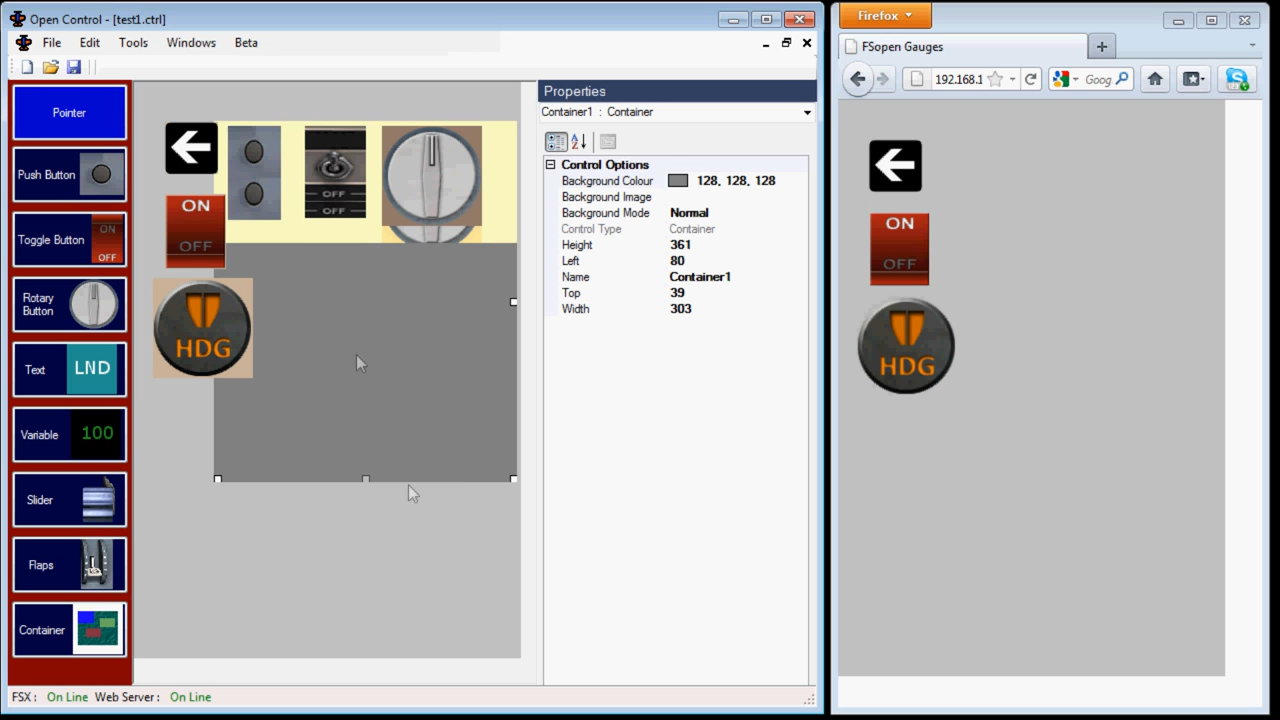 Open Control - [test1.ctrl]
File Edit Tools Windows Beta
Pointer
Push Button
Toggle Button
ON
OFF
Rotary
Button
Text
LND
Variable
100
Slider
Flaps
Container
OFF
OFF
ON
OFF
HDG
Properties
Container1 : Container
A
Z
Control Options
Background Colour 128, 128, 128
Background Image
Background Mode Normal
Control Type Container
Height 361
Left 80
Name Container1
Top 39
Width 303
FSX : On Line Web Server : On Line
Firefox
FSopen Gauges
192.168.1
Goog
ON
OFF
HDG